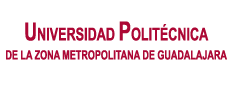 UNIVERSIDAD POLITÉCNICA
DE LA ZONA METROPOLITANA DE GUADALAJARA